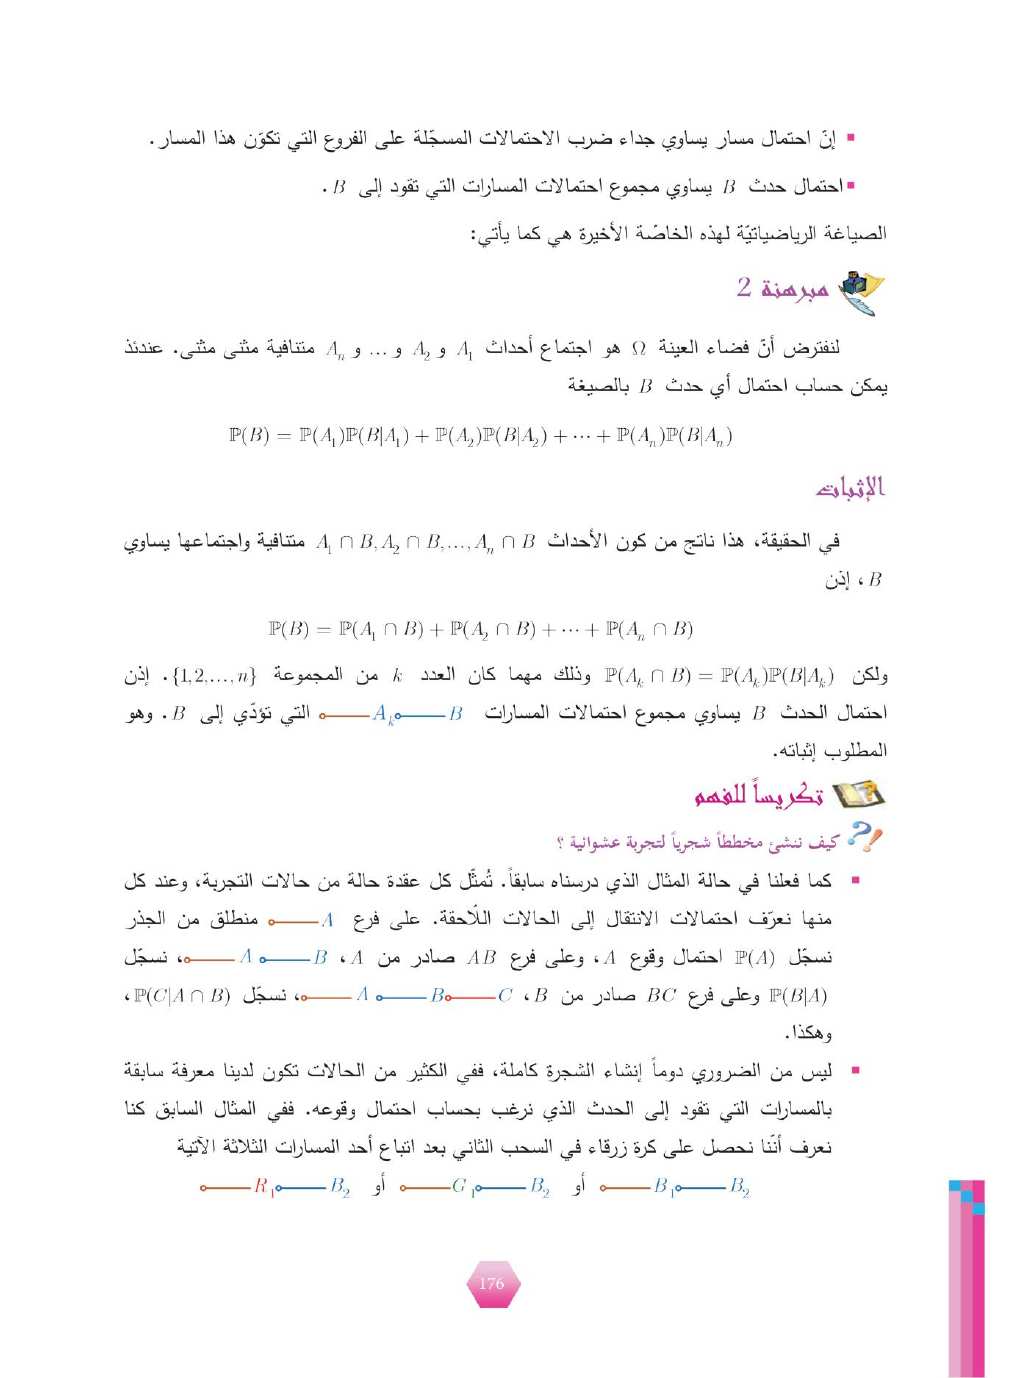 ▪ إنّ احتمال مسار يساوي جداء ضرب الاحتمالات المسجّلة على الفروع التي تكوّن هذا المسار.
▪ احتمال حدث B يساوي مجموع احتمالات المسارات التي تقود إلى B.
الصياغة الرياضياتيّة لهذه الخاصّة الأخيرة هي كما يأتي:
مبرهنة 2
لنفترض أنّ فضاء العينة Ω هو اجتماع أحداث A₁ و A₂ و ... و Aₙ متنافية مثنى مثنى. عندئذ
يمكن حساب احتمال أي حدث B بالصيغة
ℙ(B) = ℙ(A₁)ℙ(B|A₁) + ℙ(A₂)ℙ(B|A₂) + ⋯ + ℙ(Aₙ)ℙ(B|Aₙ)
الإثبات
في الحقيقة، هذا ناتج من كون الأحداث A₁ ∩ B, A₂ ∩ B, …, Aₙ ∩ B متنافية واجتماعها يساوي
B، إذن
ℙ(B) = ℙ(A₁ ∩ B) + ℙ(A₂ ∩ B) + ⋯ + ℙ(Aₙ ∩ B)
ولكن ℙ(Aₖ ∩ B) = ℙ(Aₖ)ℙ(B|Aₖ) وذلك مهما كان العدد k من المجموعة {1,2,…,n}. إذن
احتمال الحدث B يساوي مجموع احتمالات المسارات Aₖ B التي تؤدّي إلى B. وهو
المطلوب إثباته.
تكريساً للفهم
كيف ننشئ مخططاً شجرياً لتجربة عشوائية ؟
▪ كما فعلنا في حالة المثال الذي درسناه سابقاً. تُمثّل كل عقدة حالة من حالات التجربة، وعند كل
منها نعرّف احتمالات الانتقال إلى الحالات اللّاحقة. على فرع A منطلق من الجذر
نسجّل ℙ(A) احتمال وقوع A، وعلى فرع AB صادر من A، A B، نسجّل
ℙ(B|A) وعلى فرع BC صادر من B، A B C، نسجّل ℙ(C|A ∩ B)،
وهكذا.
▪ ليس من الضروري دوماً إنشاء الشجرة كاملة، ففي الكثير من الحالات تكون لدينا معرفة سابقة
بالمسارات التي تقود إلى الحدث الذي نرغب بحساب احتمال وقوعه. ففي المثال السابق كنا
نعرف أنّنا نحصل على كرة زرقاء في السحب الثاني بعد اتباع أحد المسارات الثلاثة الآتية
B₁ B₂ أو G₁ B₂ أو R₁ B₂
176